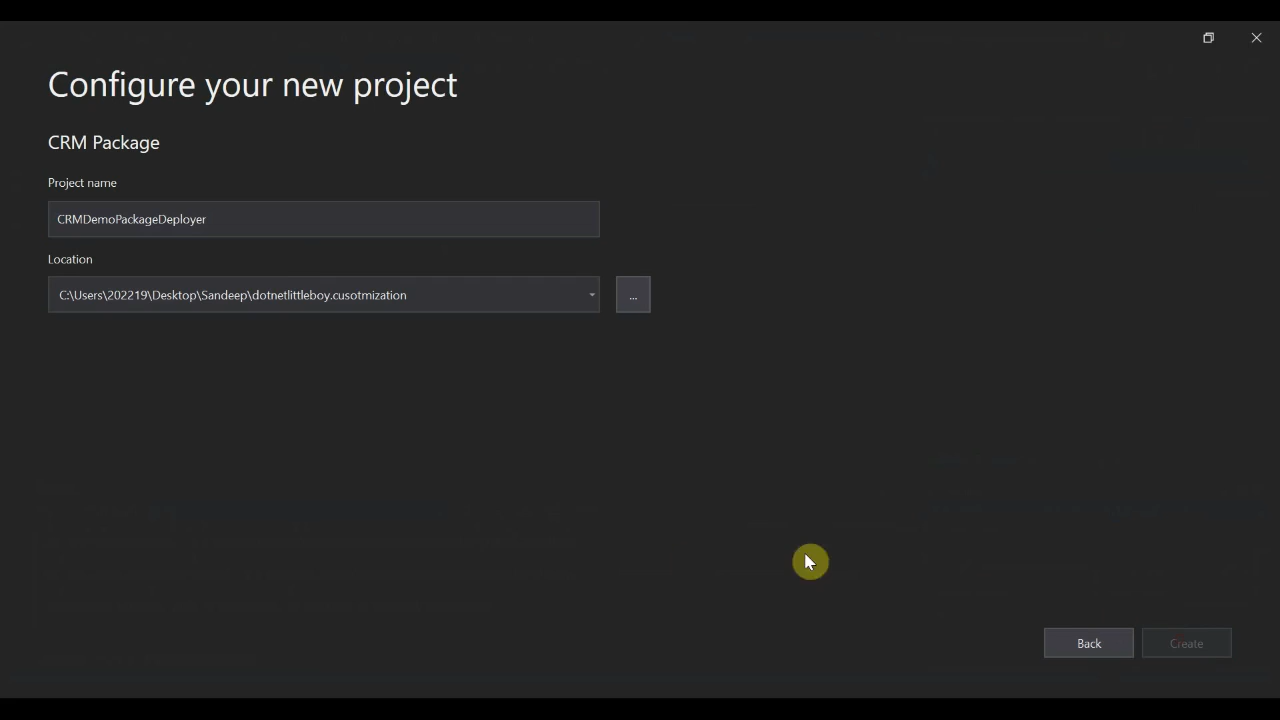 Configure your new project
CRM Package
Project name
CRMDemoPackageDeployer
Location
C:\Users\202219\Desktop\Sandeep\dotnetlittleboy.cusotmization
...
Back
Create